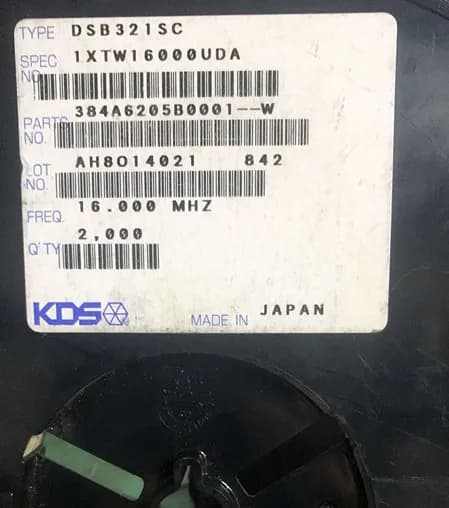 TYPE DSB321SC
SPEC NO. 1XTW16000UDA
PARTS NO. 384A6205B0001--W
LOT NO. AH8014021 842
FREQ. 16.000 MHZ
Q'TY 2,000
KDS MADE IN JAPAN